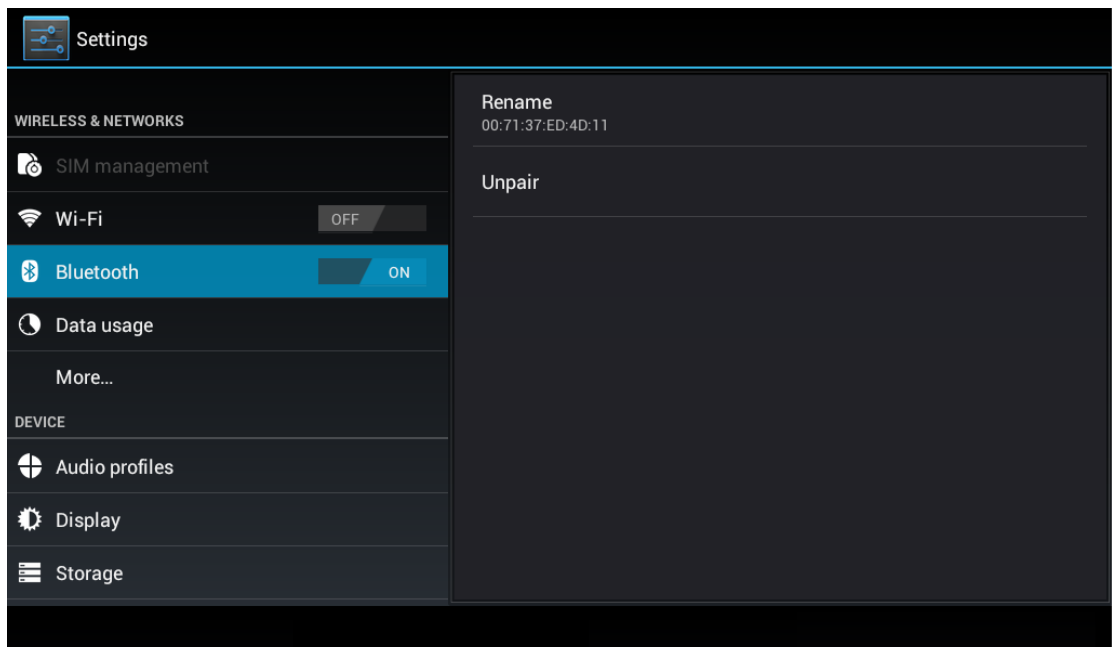 Settings
WIRELESS & NETWORKS
SIM management
Wi-Fi OFF
Bluetooth ON
Data usage
More...
DEVICE
Audio profiles
Display
Storage
Rename
00:71:37:ED:4D:11
Unpair